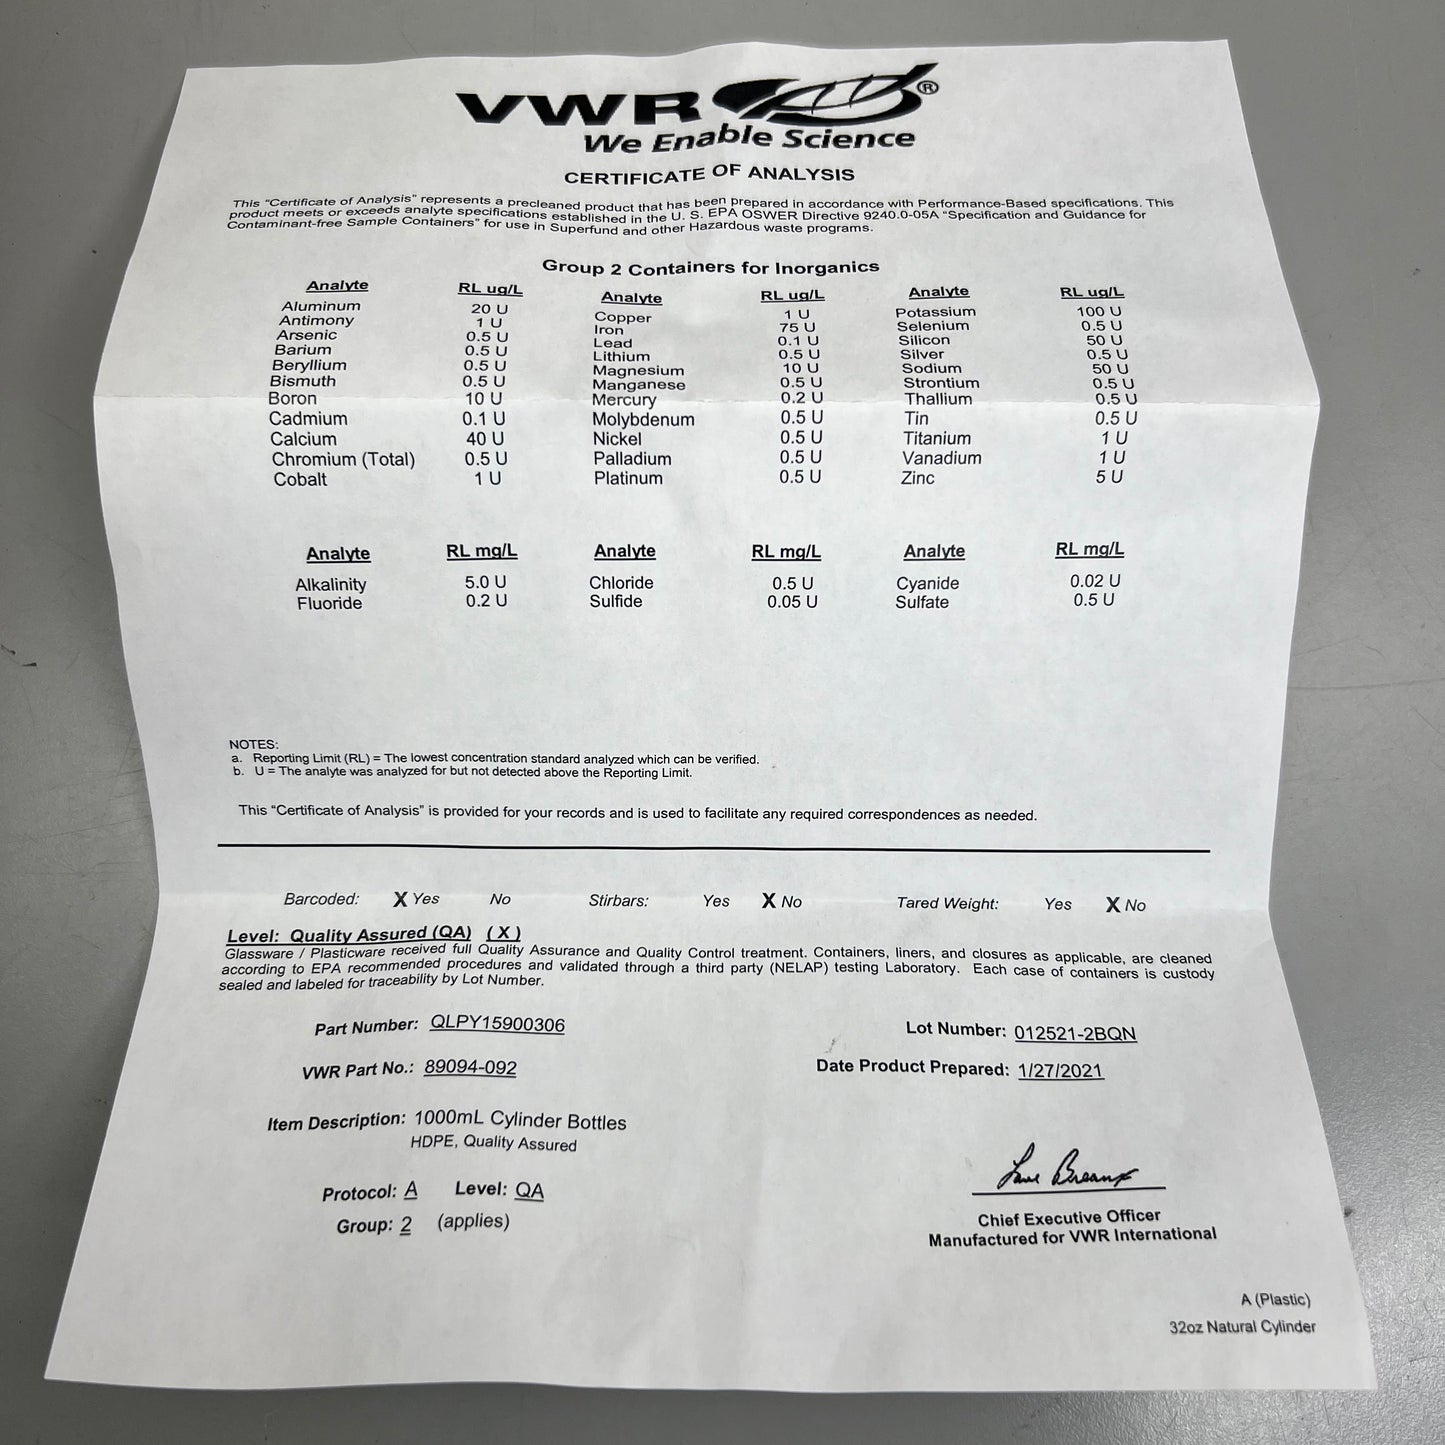 VWR ®
We Enable Science
CERTIFICATE OF ANALYSIS
This “Certificate of Analysis” represents a precleaned product that has been prepared in accordance with Performance-Based specifications. This
product meets or exceeds analyte specifications established in the U. S. EPA OSWER Directive 9240.0-05A “Specification and Guidance for
Contaminant-free Sample Containers” for use in Superfund and other Hazardous waste programs.
Group 2 Containers for Inorganics
Analyte RL ug/L Analyte RL ug/L Analyte RL ug/L
Aluminum 20 U Copper 1 U Potassium 100 U
Antimony 1 U Iron 75 U Selenium 0.5 U
Arsenic 0.5 U Lead 0.1 U Silicon 50 U
Barium 0.5 U Lithium 0.5 U Silver 0.5 U
Beryllium 0.5 U Magnesium 10 U Sodium 50 U
Bismuth 0.5 U Manganese 0.5 U Strontium 0.5 U
Boron 10 U Mercury 0.2 U Thallium 0.5 U
Cadmium 0.1 U Molybdenum 0.5 U Tin 0.5 U
Calcium 40 U Nickel 0.5 U Titanium 1 U
Chromium (Total) 0.5 U Palladium 0.5 U Vanadium 1 U
Cobalt 1 U Platinum 0.5 U Zinc 5 U
Analyte RL mg/L Analyte RL mg/L Analyte RL mg/L
Alkalinity 5.0 U Chloride 0.5 U Cyanide 0.02 U
Fluoride 0.2 U Sulfide 0.05 U Sulfate 0.5 U
NOTES:
a. Reporting Limit (RL) = The lowest concentration standard analyzed which can be verified.
b. U = The analyte was analyzed for but not detected above the Reporting Limit.
This “Certificate of Analysis” is provided for your records and is used to facilitate any required correspondences as needed.
Barcoded: X Yes No Stirbars: Yes X No Tared Weight: Yes X No
Level: Quality Assured (QA) ( X )
Glassware / Plasticware received full Quality Assurance and Quality Control treatment. Containers, liners, and closures as applicable, are cleaned
according to EPA recommended procedures and validated through a third party (NELAP) testing Laboratory. Each case of containers is custody
sealed and labeled for traceability by Lot Number.
Part Number: QLPY15900306 Lot Number: 012521-2BQN
VWR Part No.: 89094-092 Date Product Prepared: 1/27/2021
Item Description: 1000mL Cylinder Bottles
HDPE, Quality Assured
Protocol: A Level: QA
Group: 2 (applies)
Chief Executive Officer
Manufactured for VWR International
A (Plastic)
32oz Natural Cylinder